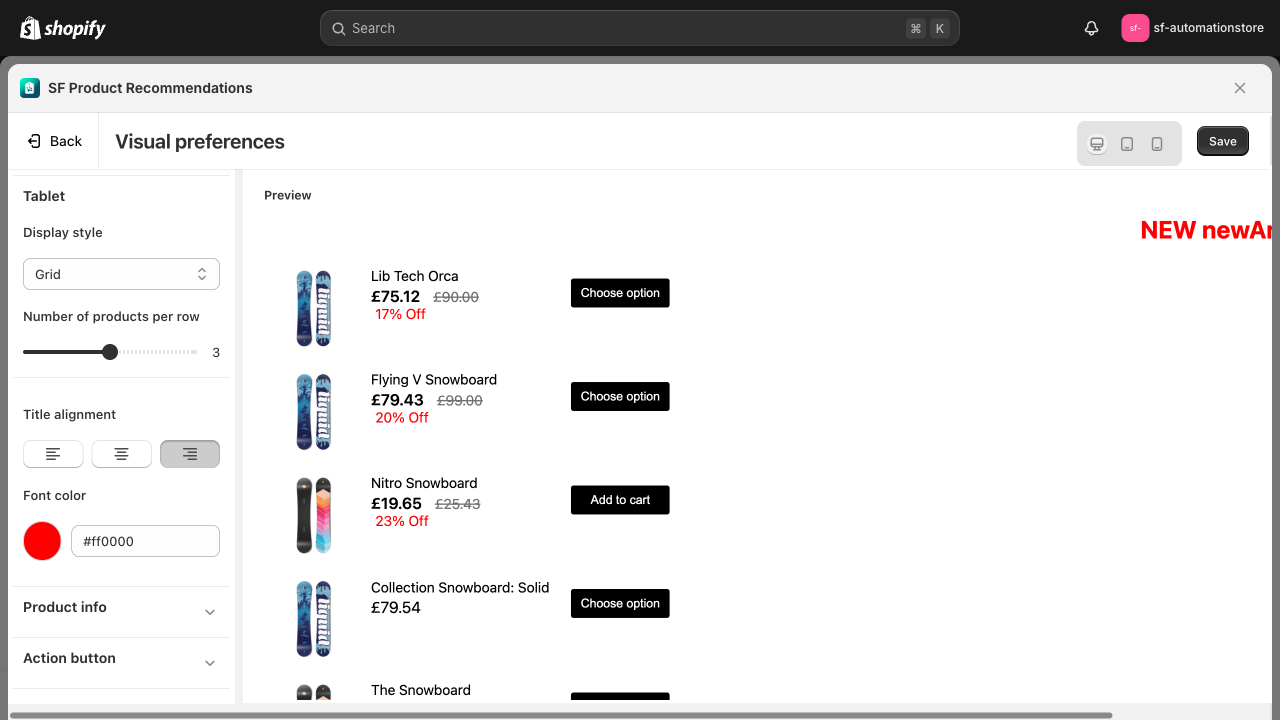 shopify
Search
⌘ K
sf-
sf-automationstore
SF Product Recommendations
Back
Visual preferences
Save
Tablet
Display style
Grid
Number of products per row
3
Title alignment
Font color
#ff0000
Product info
Action button
Preview
NEW newAr
Lib Tech Orca
£75.12 £90.00
17% Off
Choose option
Flying V Snowboard
£79.43 £99.00
20% Off
Choose option
Nitro Snowboard
£19.65 £25.43
23% Off
Add to cart
Collection Snowboard: Solid
£79.54
Choose option
The Snowboard